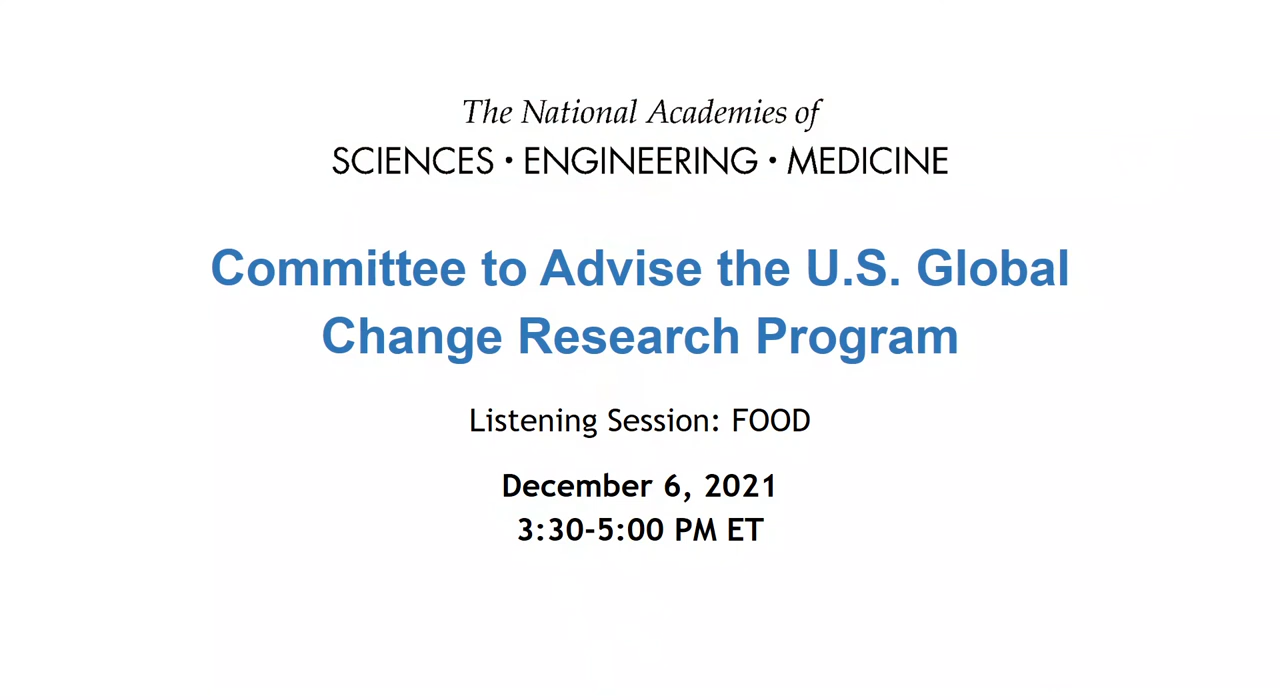 The National Academies of
SCIENCES · ENGINEERING · MEDICINE
Committee to Advise the U.S. Global
Change Research Program
Listening Session: FOOD
December 6, 2021
3:30-5:00 PM ET